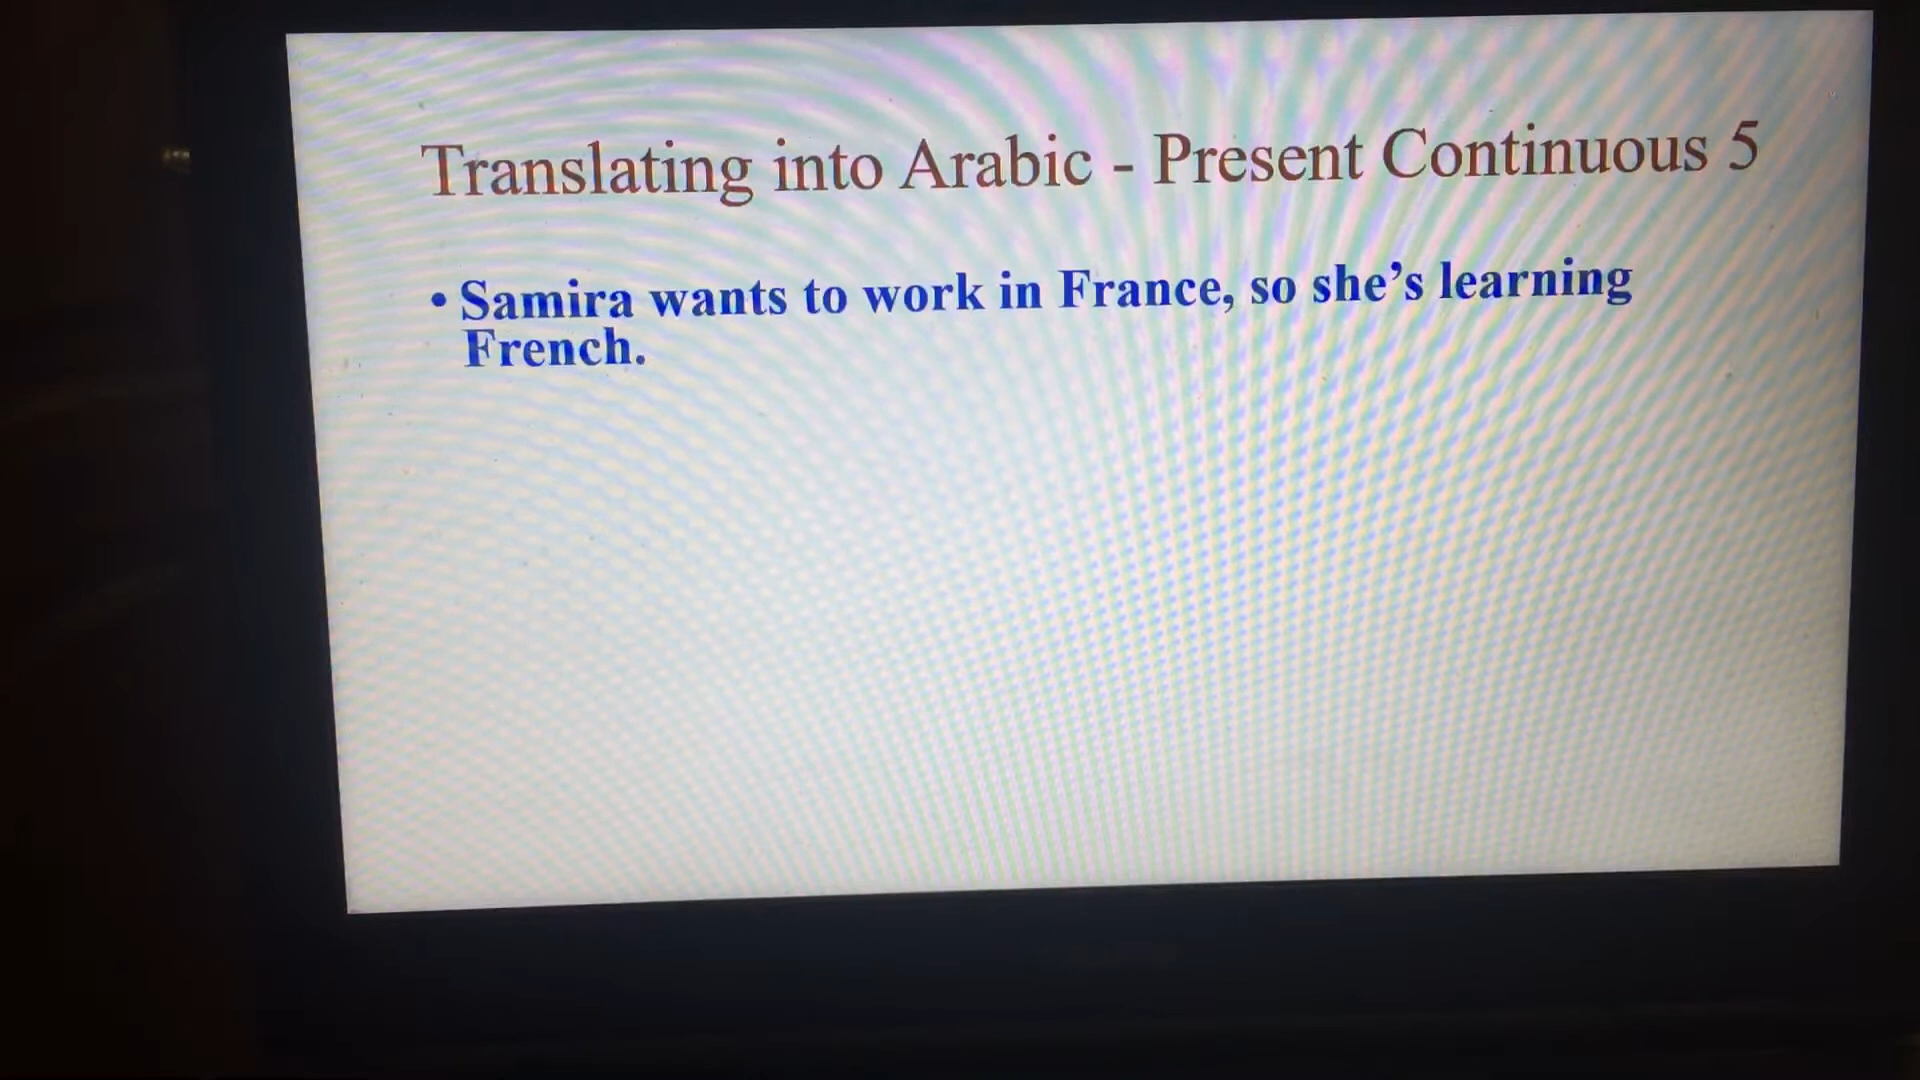 Translating into Arabic - Present Continuous 5
• Samira wants to work in France, so she’s learning
French.